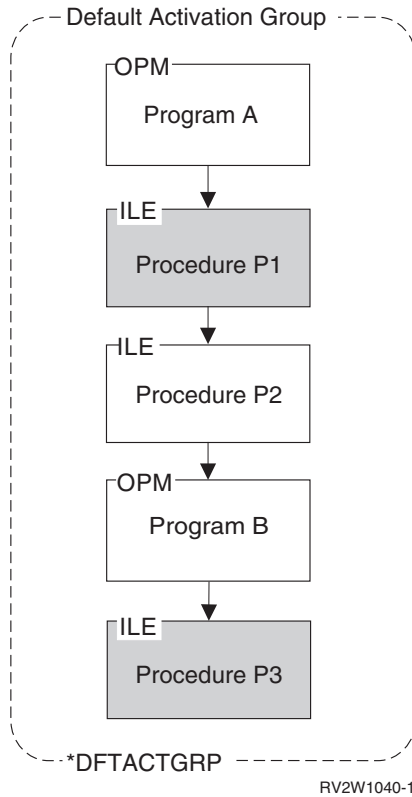 Default Activation Group
OPM
Program A
ILE
Procedure P1
ILE
Procedure P2
OPM
Program B
ILE
Procedure P3
*DFTACTGRP
RV2W1040-1